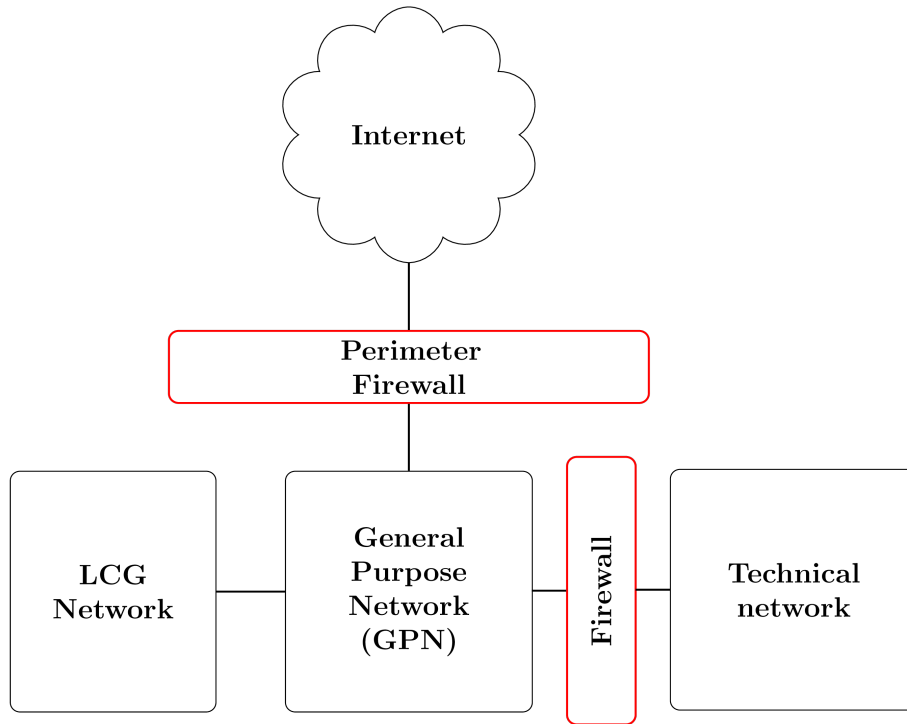 Internet
Perimeter
Firewall
LCG
Network
General
Purpose
Network
(GPN)
Firewall
Technical
network